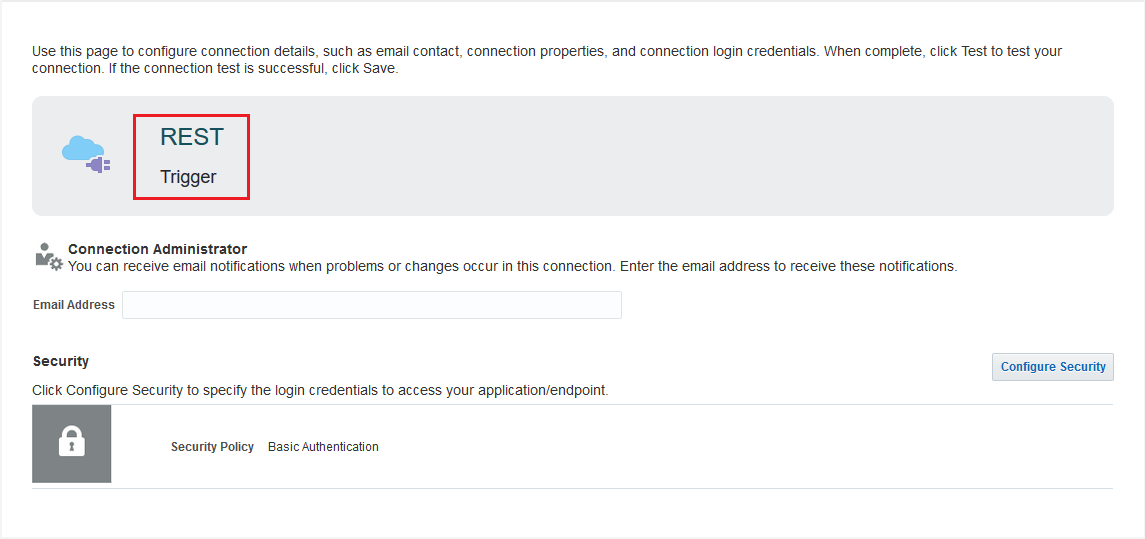 Use this page to configure connection details, such as email contact, connection properties, and connection login credentials. When complete, click Test to test your
connection. If the connection test is successful, click Save.
REST
Trigger
Connection Administrator
You can receive email notifications when problems or changes occur in this connection. Enter the email address to receive these notifications.
Email Address
Security
Configure Security
Click Configure Security to specify the login credentials to access your application/endpoint.
Security Policy Basic Authentication